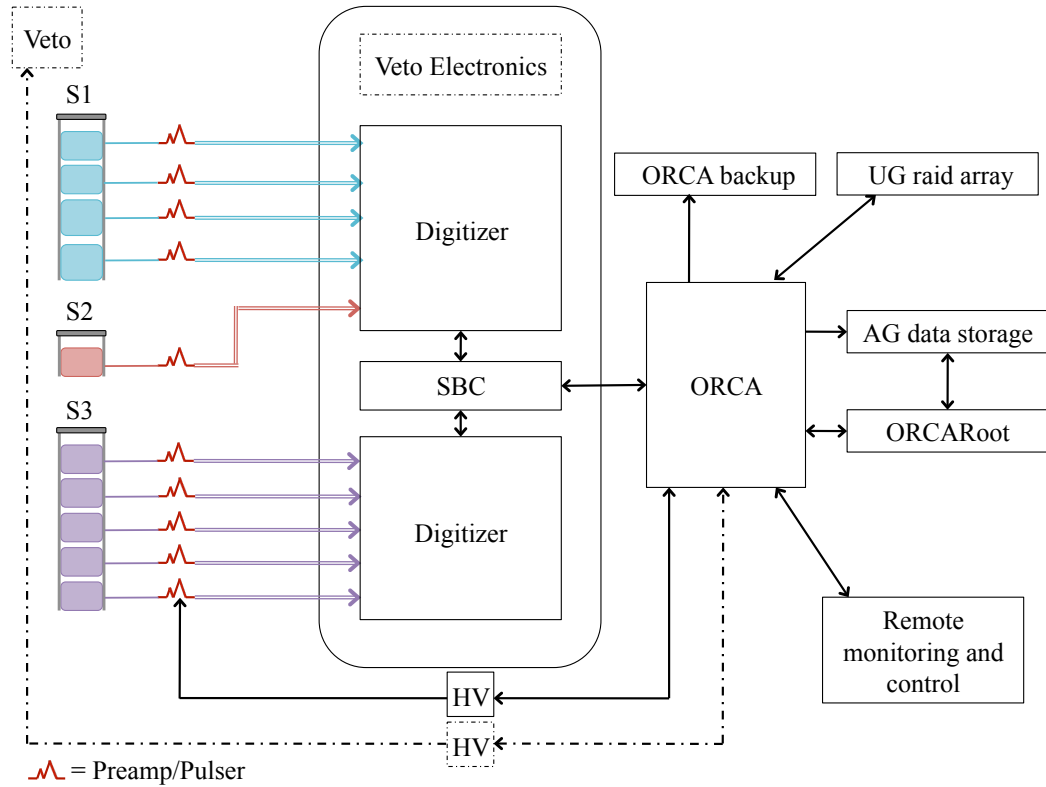 Veto
Veto Electronics
S1
Digitizer
ORCA backup
UG raid array
S2
SBC
ORCA
AG data storage
ORCARoot
S3
Digitizer
Remote
monitoring and
control
HV
HV
= Preamp/Pulser